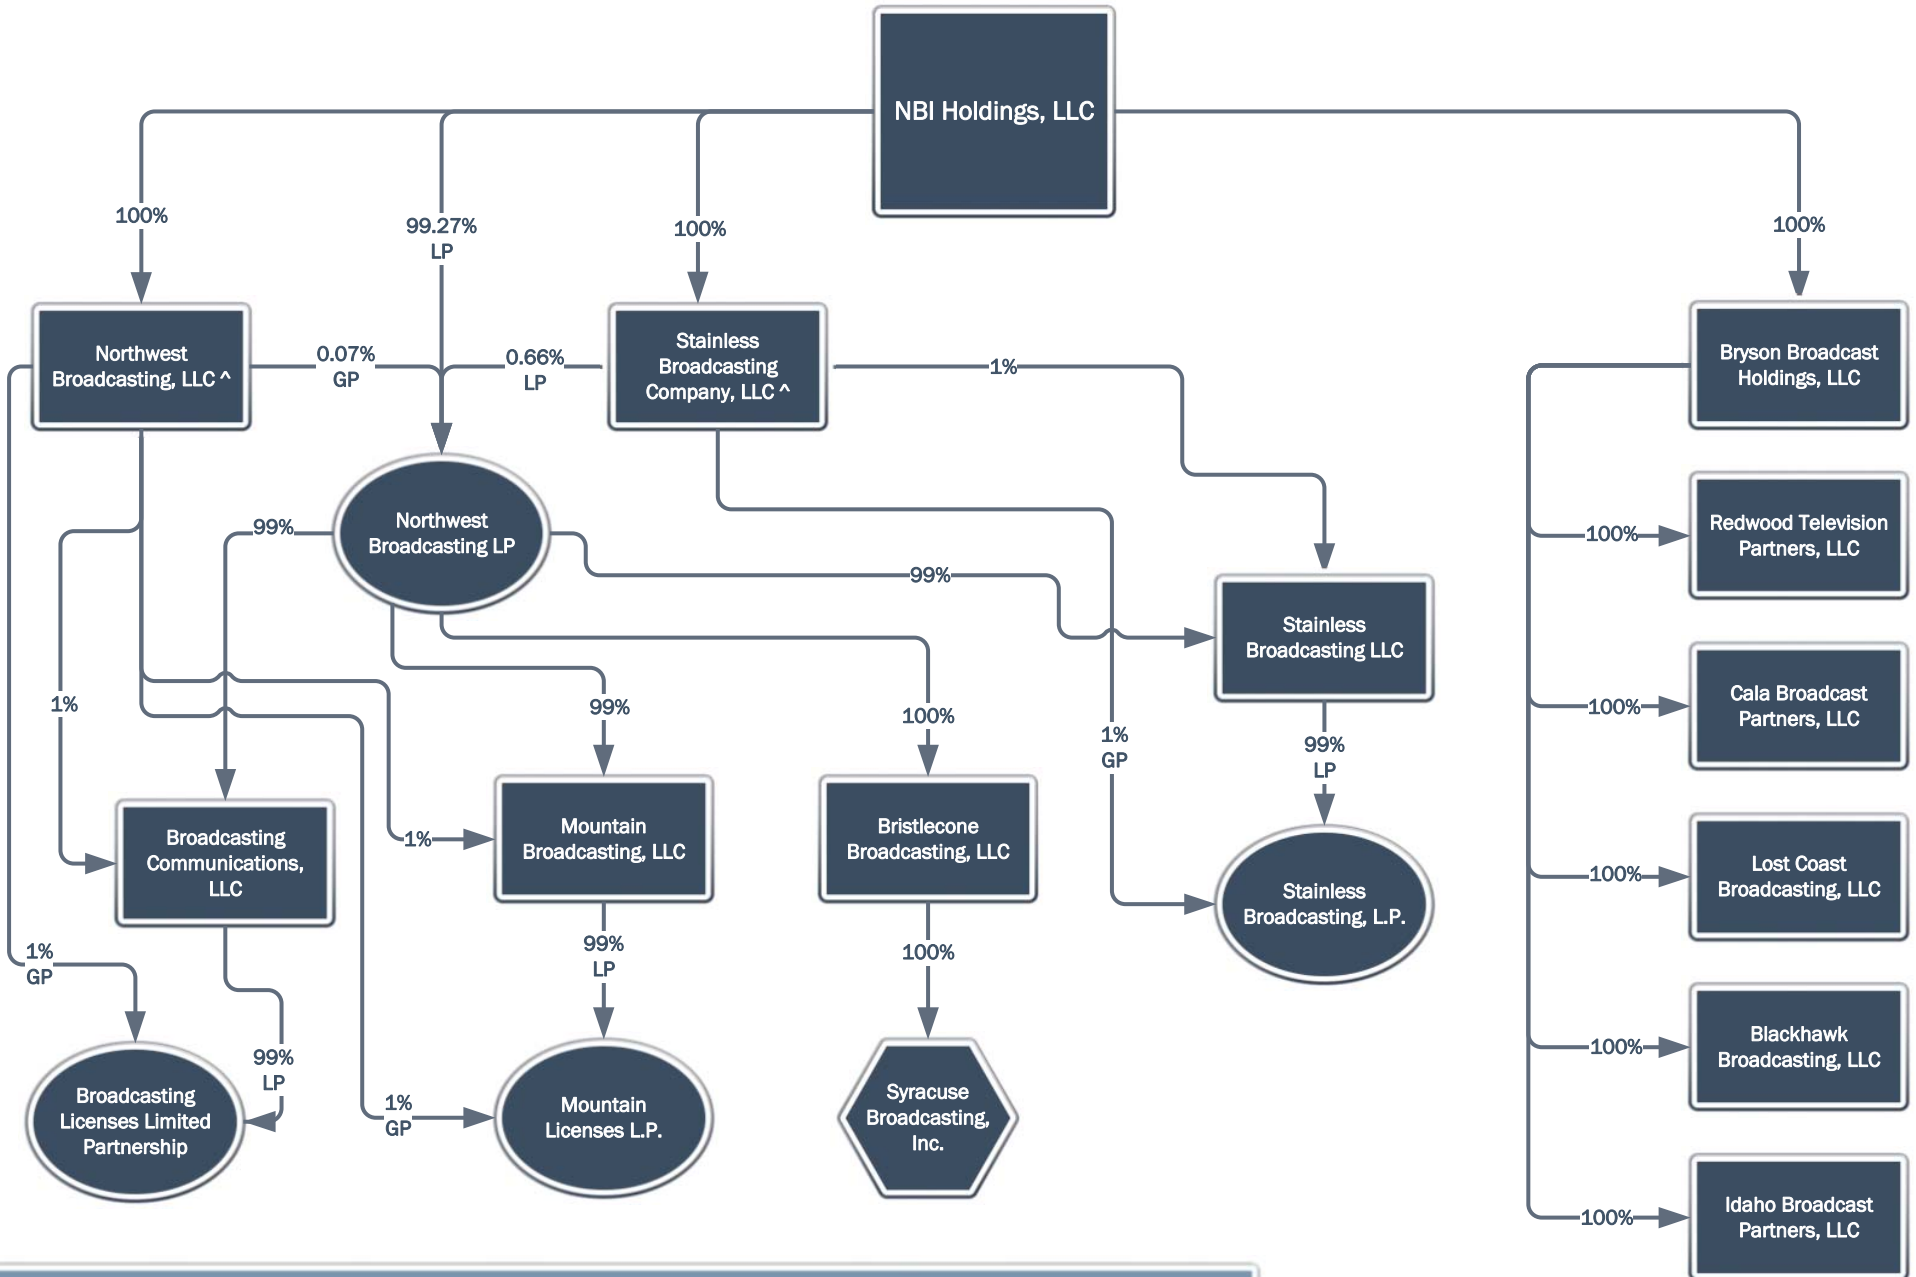 NBI Holdings, LLC
100%
99.27%
LP
100%
100%
Northwest
Broadcasting, LLC ^
0.07%
GP
0.66%
LP
Stainless
Broadcasting
Company, LLC ^
1%
Bryson Broadcast
Holdings, LLC
Northwest
Broadcasting LP
99%
99%
100%
Redwood Television
Partners, LLC
Stainless
Broadcasting LLC
1%
99%
100%
1%
GP
99%
LP
100%
Cala Broadcast
Partners, LLC
Broadcasting
Communications,
LLC
1%
Mountain
Broadcasting, LLC
Bristlecone
Broadcasting, LLC
Stainless
Broadcasting, L.P.
100%
Lost Coast
Broadcasting, LLC
1%
GP
99%
LP
100%
99%
LP
100%
Blackhawk
Broadcasting, LLC
Broadcasting
Licenses Limited
Partnership
1%
GP
Mountain
Licenses L.P.
Syracuse
Broadcasting,
Inc.
100%
Idaho Broadcast
Partners, LLC